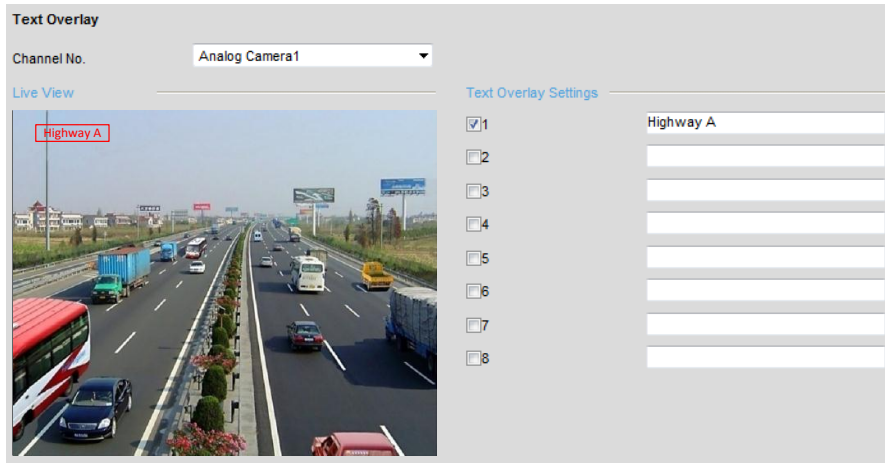 Text Overlay
Channel No.
Analog Camera1
Live View
Text Overlay Settings
Highway A
1
Highway A
2
3
4
5
6
7
8